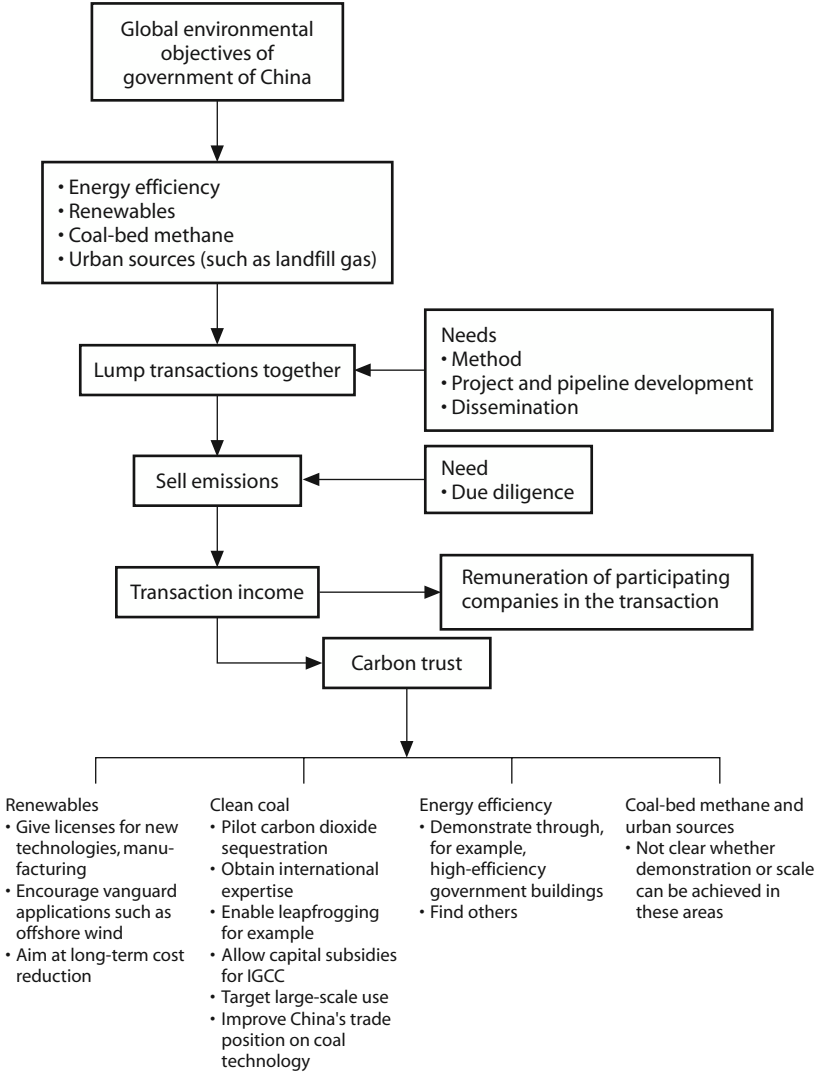 Global environmental
objectives of
government of China
• Energy efficiency
• Renewables
• Coal-bed methane
• Urban sources (such as landfill gas)
Lump transactions together
Needs
• Method
• Project and pipeline development
• Dissemination
Sell emissions
Need
• Due diligence
Transaction income
Remuneration of participating
companies in the transaction
Carbon trust
Renewables
• Give licenses for new
technologies, manu-
facturing
• Encourage vanguard
applications such as
offshore wind
• Aim at long-term cost
reduction
Clean coal
• Pilot carbon dioxide
sequestration
• Obtain international
expertise
• Enable leapfrogging
for example
• Allow capital subsidies
for IGCC
• Target large-scale use
• Improve China's trade
position on coal
technology
Energy efficiency
• Demonstrate through,
for example,
high-efficiency
government buildings
• Find others
Coal-bed methane and
urban sources
• Not clear whether
demonstration or scale
can be achieved in
these areas